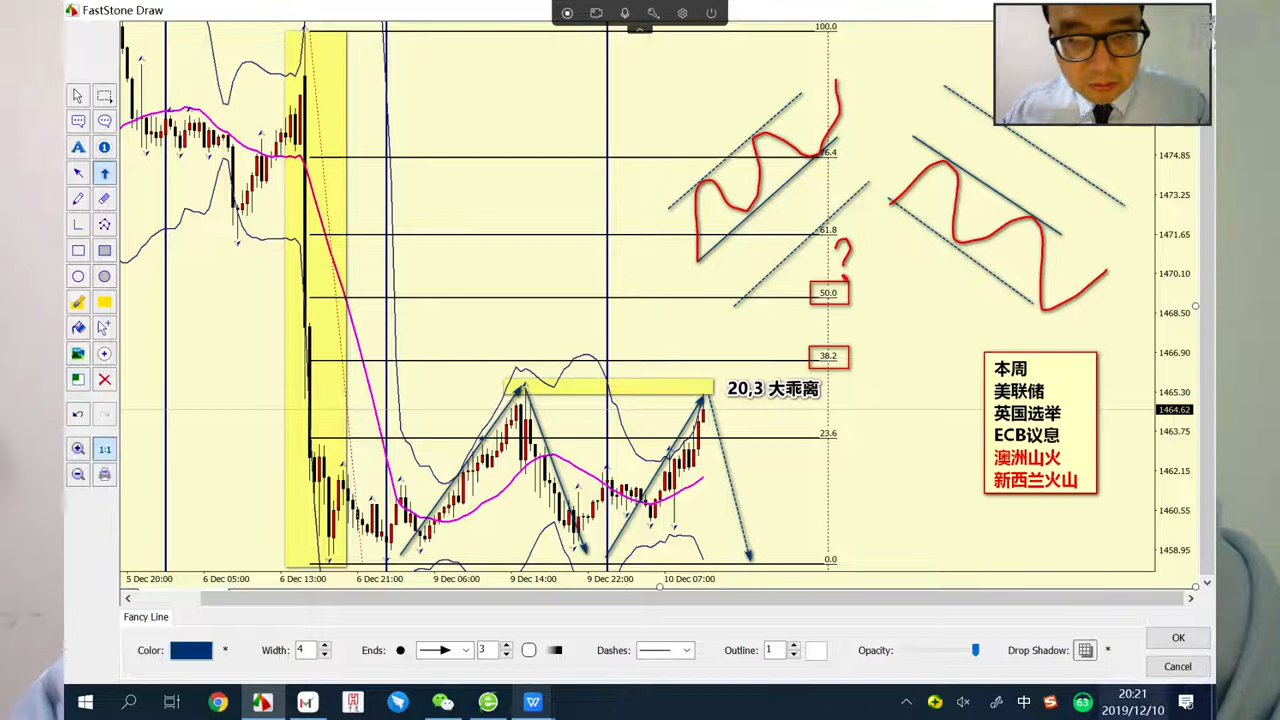 FastStone Draw
100.0
76.4
61.8
?
50.0
38.2
23.6
0.0
20,3 大乖离
1474.85
1473.25
1471.65
1470.10
1468.50
1466.90
1465.30
1464.62
1463.75
1462.15
1460.55
1458.95
本周
美联储
英国选举
ECB议息
澳洲山火
新西兰火山
5 Dec 20:00
6 Dec 05:00
6 Dec 13:00
6 Dec 21:00
9 Dec 06:00
9 Dec 14:00
9 Dec 22:00
10 Dec 07:00
1:1
Fancy Line
Color:
*
Width: 4
Ends:
3
Dashes:
Outline: 1
Opacity:
Drop Shadow:
*
OK
Cancel
中
63
20:21
2019/12/10